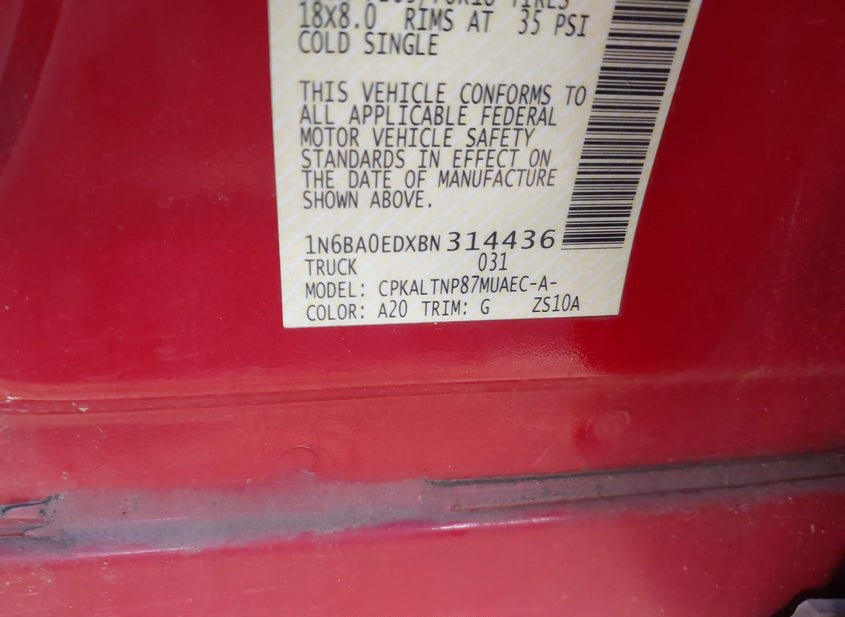 18x8.0 RIMS AT 35 PSI
COLD SINGLE
THIS VEHICLE CONFORMS TO
ALL APPLICABLE FEDERAL
MOTOR VEHICLE SAFETY
STANDARDS IN EFFECT ON
THE DATE OF MANUFACTURE
SHOWN ABOVE.
1N6BA0EDXBN314436
TRUCK 031
MODEL: CPKALTNP87MUAEC-A-
COLOR: A20 TRIM: G ZS10A